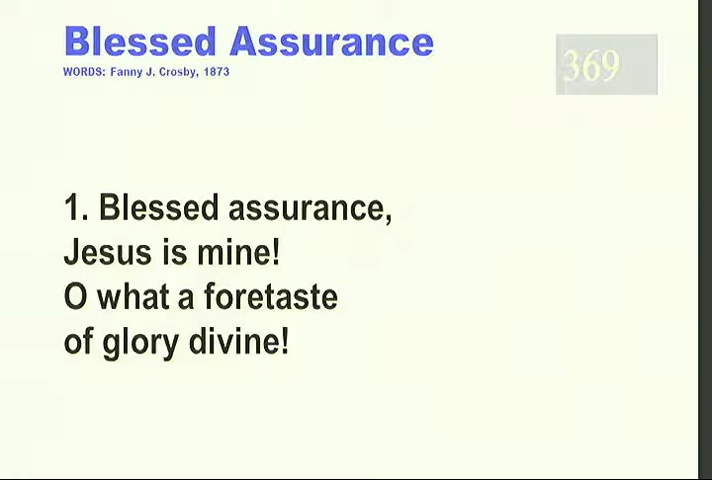 Blessed Assurance
WORDS: Fanny J. Crosby, 1873
369
1. Blessed assurance,
Jesus is mine!
O what a foretaste
of glory divine!